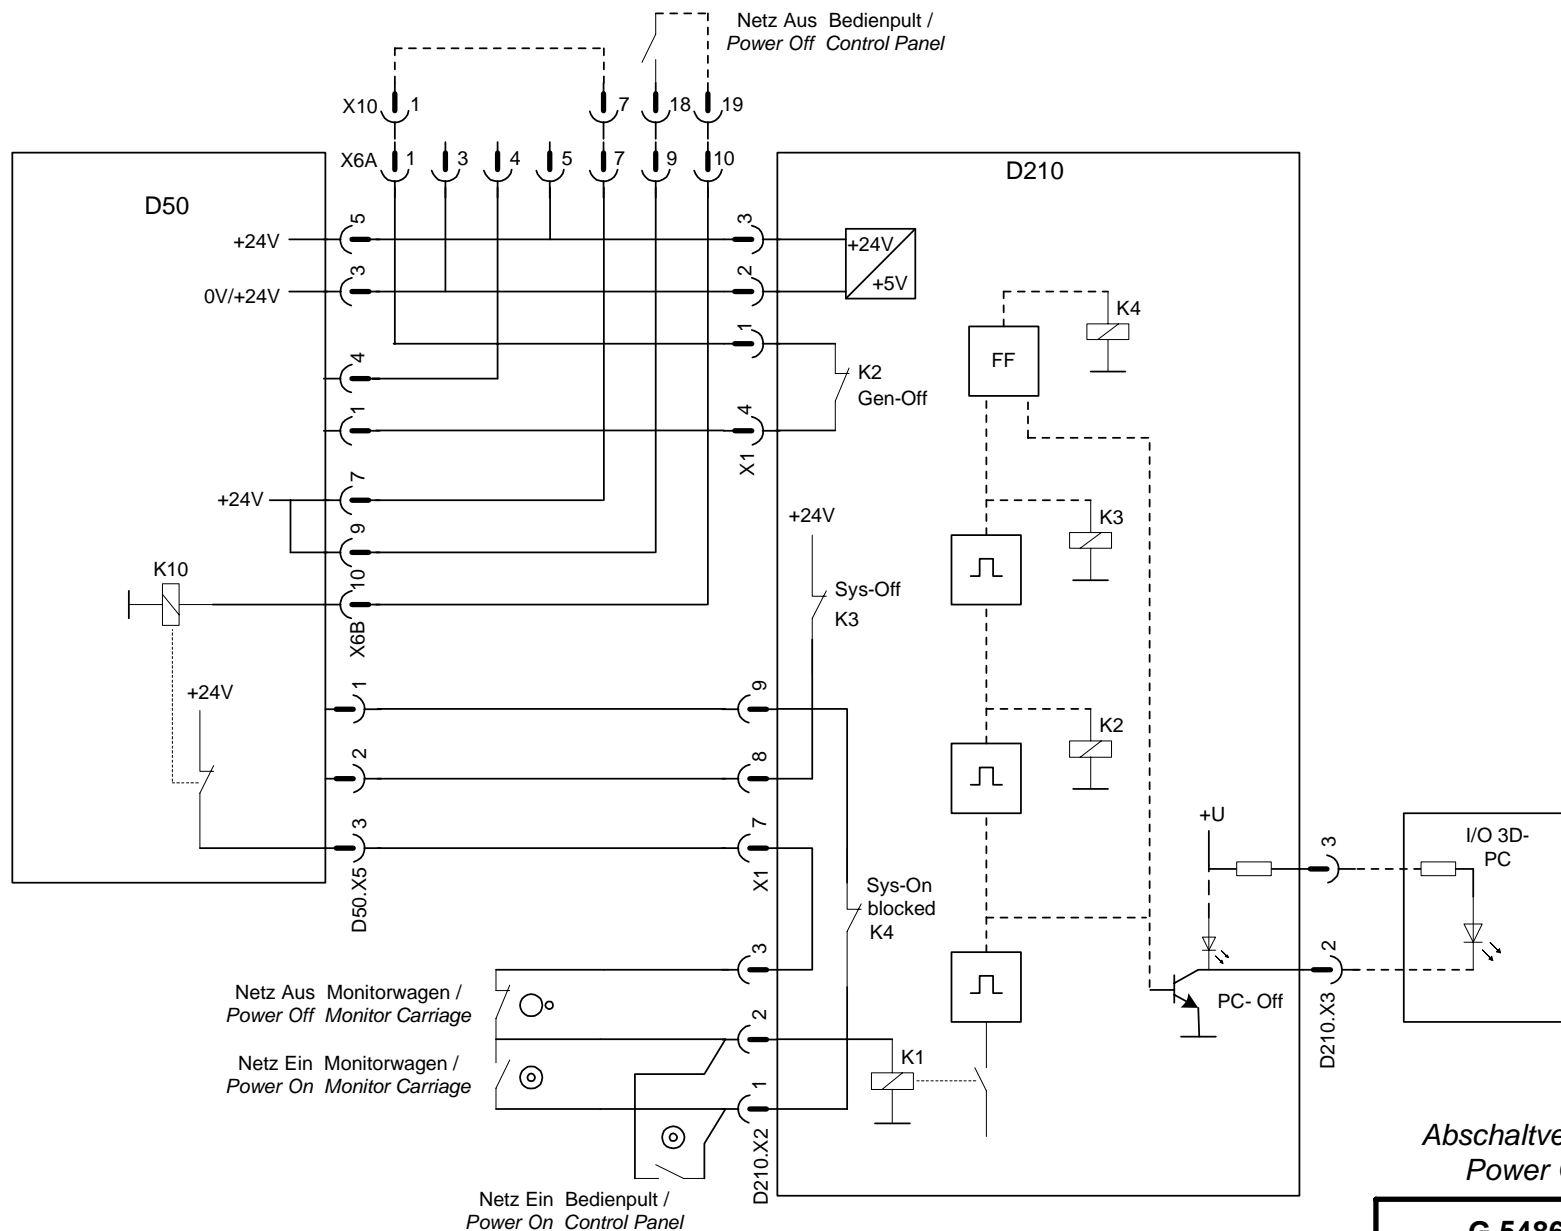 Netz Aus Bedienpult /
Power Off Control Panel
X10 1 7 18 19
X6A 1 3 4 5 7 9 10
D50
D210
+24V 5 3
+24V
+5V
0V/+24V 3 2
K4
1
FF
4
K2
Gen-Off
1 4
X1
+24V 7
+24V
K3
9
K10
10
Sys-Off
K3
X6B
+24V
1 9
K2
2 8
+U
3 7
3
I/O 3D-
PC
D50.X5
X1
Sys-On
blocked
K4
3
2
Netz Aus Monitorwagen /
Power Off Monitor Carriage
PC- Off
D210.X3
2
Netz Ein Monitorwagen /
Power On Monitor Carriage
K1
1
D210.X2
Netz Ein Bedienpult /
Power On Control Panel
Abschaltve
Power
G 5486